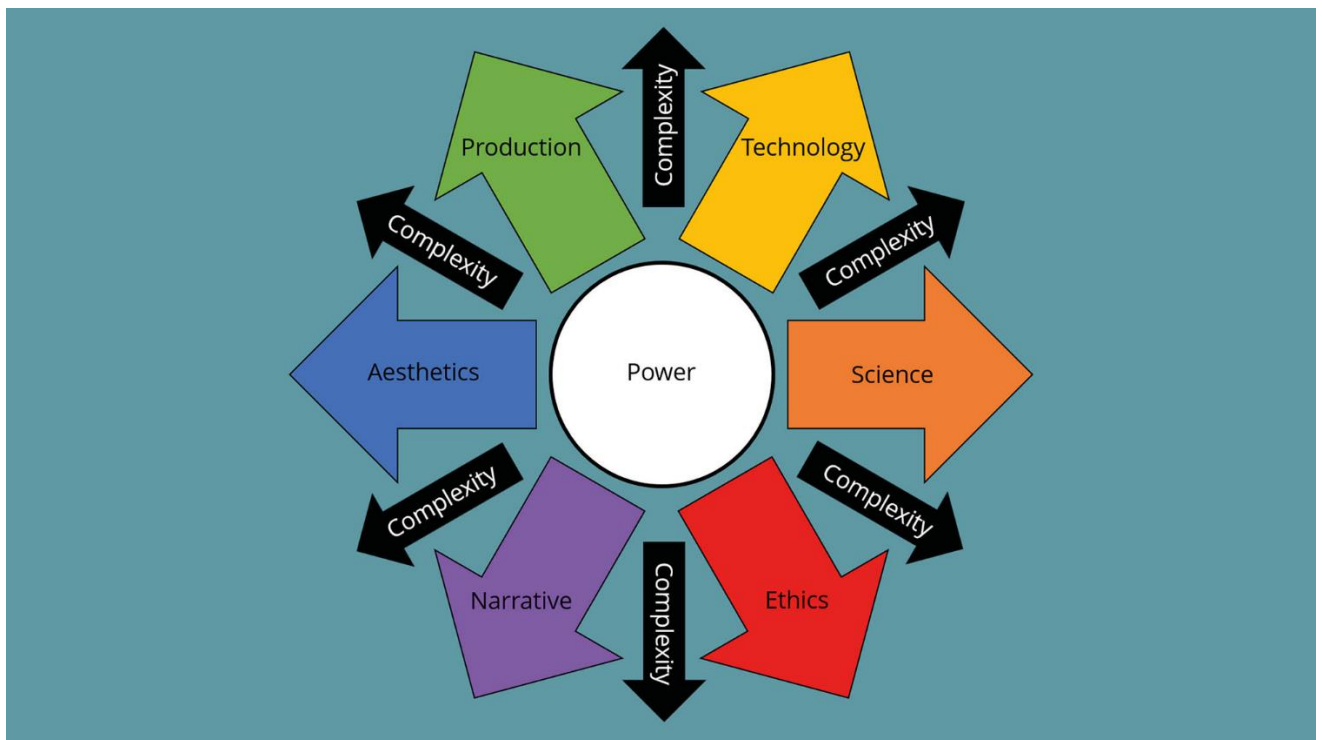 Complexity
Production
Technology
Complexity
Complexity
Aesthetics
Power
Science
Complexity
Complexity
Narrative
Ethics
Complexity